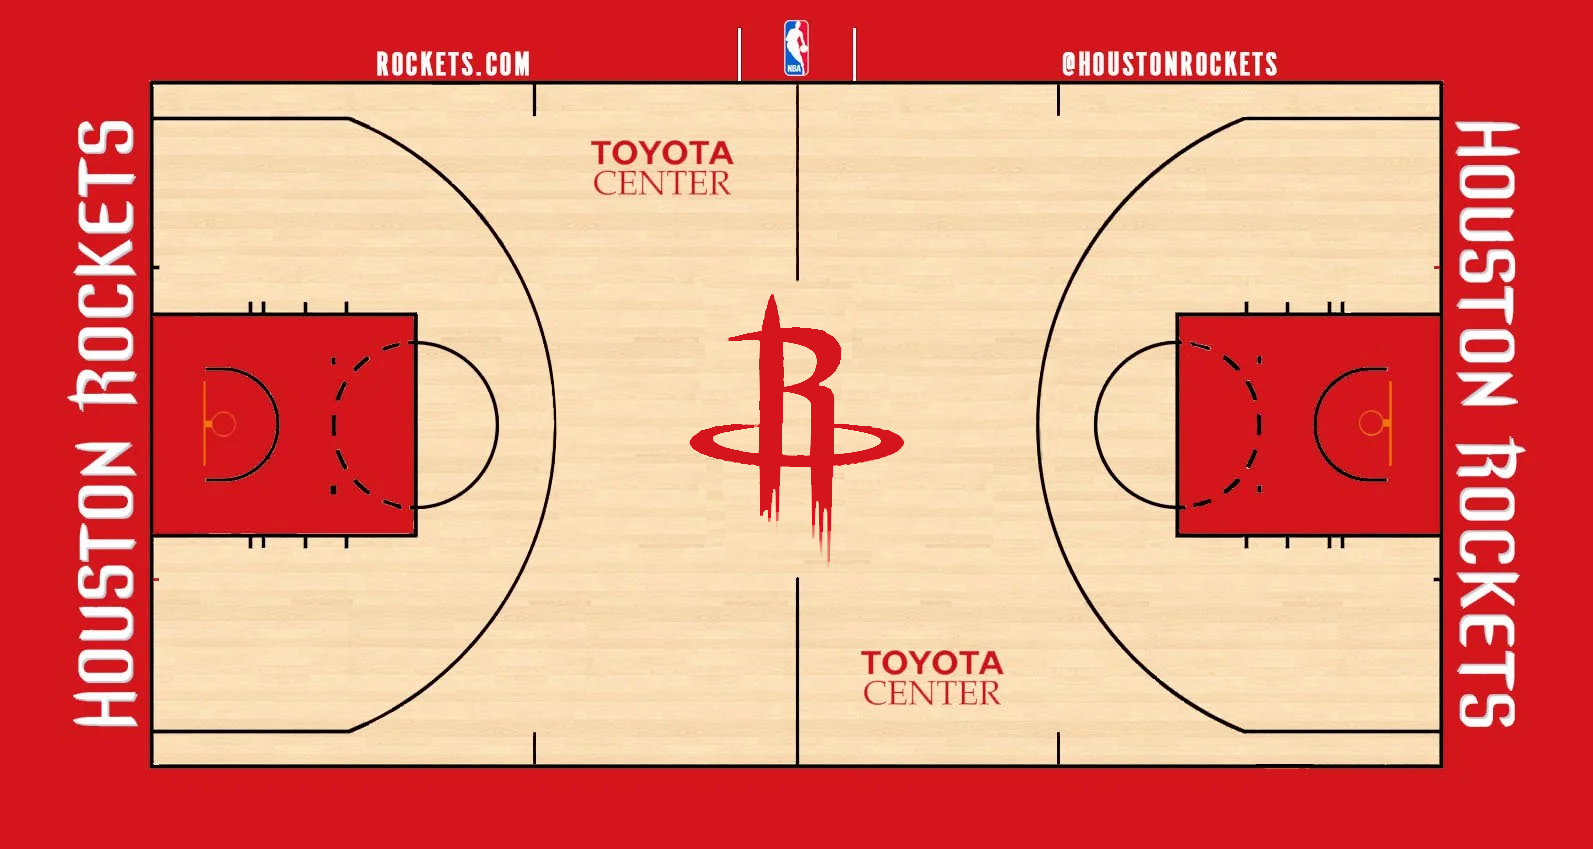 ROCKETS.COM
NBA
@HOUSTONROCKETS
HOUSTON ROCKETS
TOYOTA
CENTER
R
TOYOTA
CENTER
HOUSTON ROCKETS